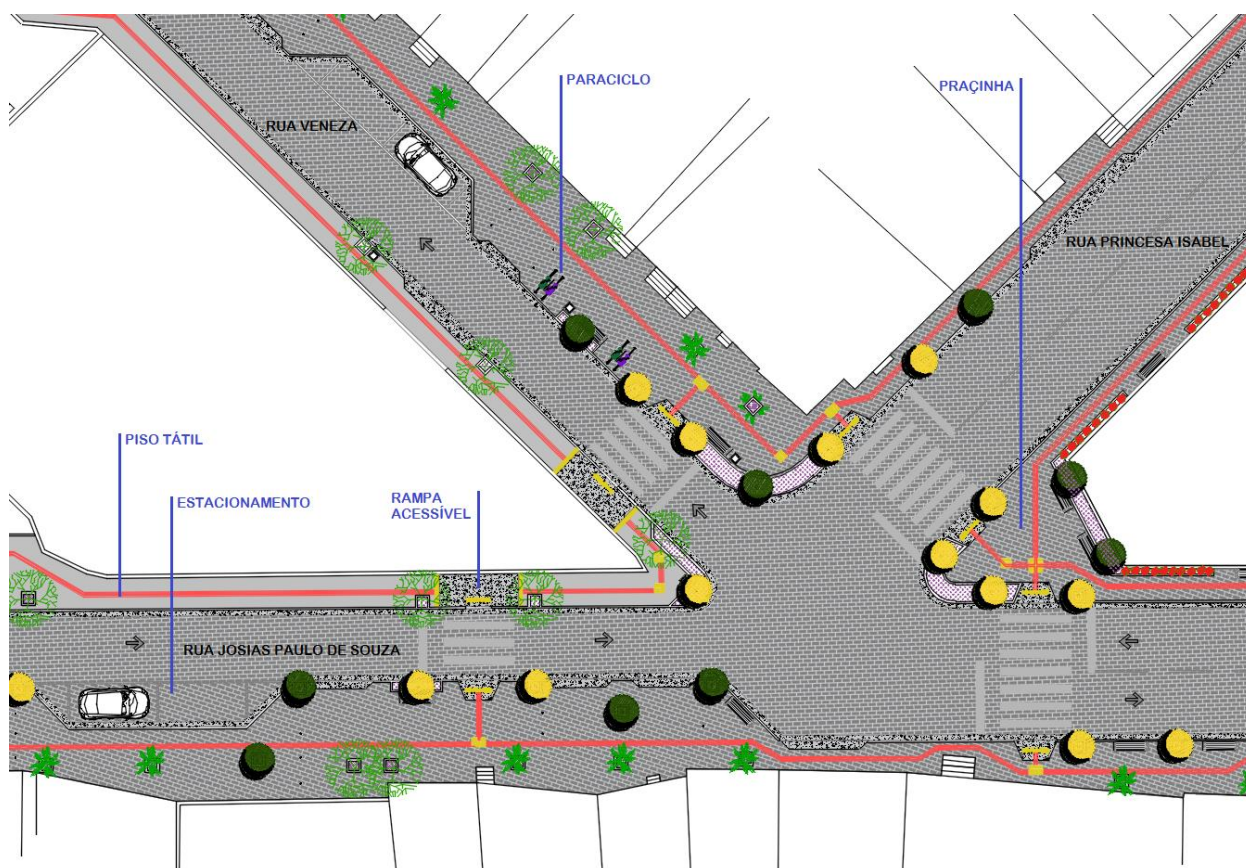 PARACICLO
PRAÇINHA
RUA VENEZA
RUA PRINCESA ISABEL
PISO TÁTIL
ESTACIONAMENTO
RAMPA
ACESSÍVEL
RUA JOSIAS PAULO DE SOUZA